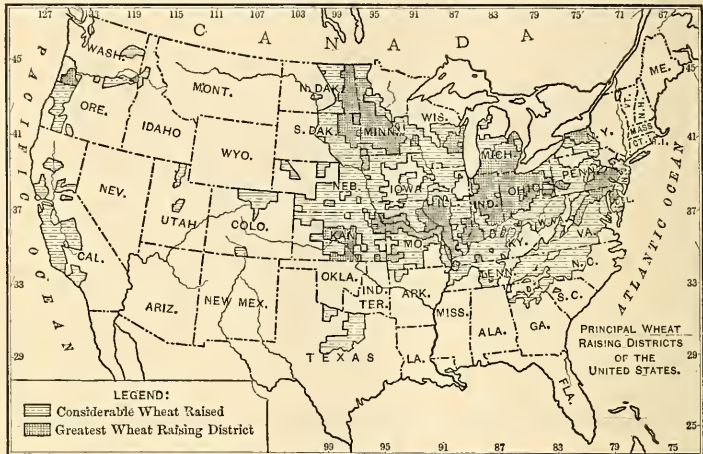 127 123 119 115 111 107 103 99 95 91 87 83 79 75 71 67
C A N A D A
45
41
37
33
29
45
41
37
33
29
25
PACIFIC OCEAN
ATLANTIC OCEAN
WASH.
ORE.
IDAHO
MONT.
WYO.
NEV.
UTAH
COLO.
CAL.
ARIZ.
NEW MEX.
N. DAK.
S. DAK.
NEB.
KAN.
OKLA.
IND.
TER.
TEXAS
MINN.
IOWA
MO.
ARK.
LA.
WIS.
MICH.
IND.
OHIO
KY.
TENN.
MISS.
ALA.
GA.
FLA.
S.C.
N.C.
VA.
W.VA.
PENN.
Y.
VT.
N.H.
MASS
CT.
R.I.
ME.
PRINCIPAL WHEAT
RAISING DISTRICTS
OF THE
UNITED STATES.
LEGEND:
Considerable Wheat Raised
Greatest Wheat Raising District
99 95 91 87 83 79 75